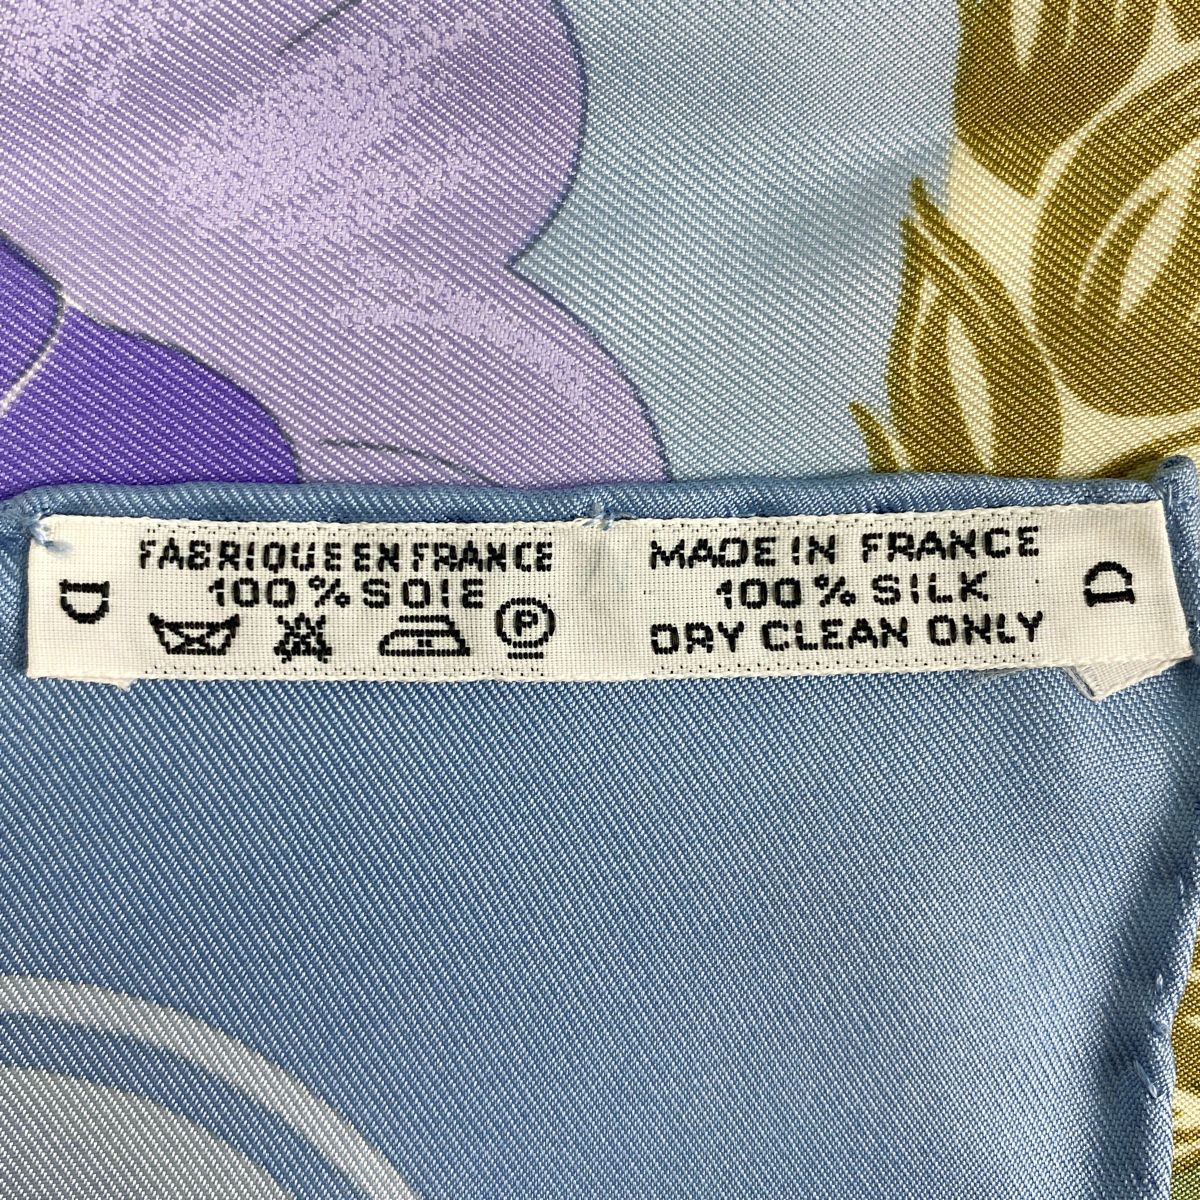 D
FABRIQUE EN FRANCE
100% SOIE
P
MADE IN FRANCE
100% SILK
DRY CLEAN ONLY
D